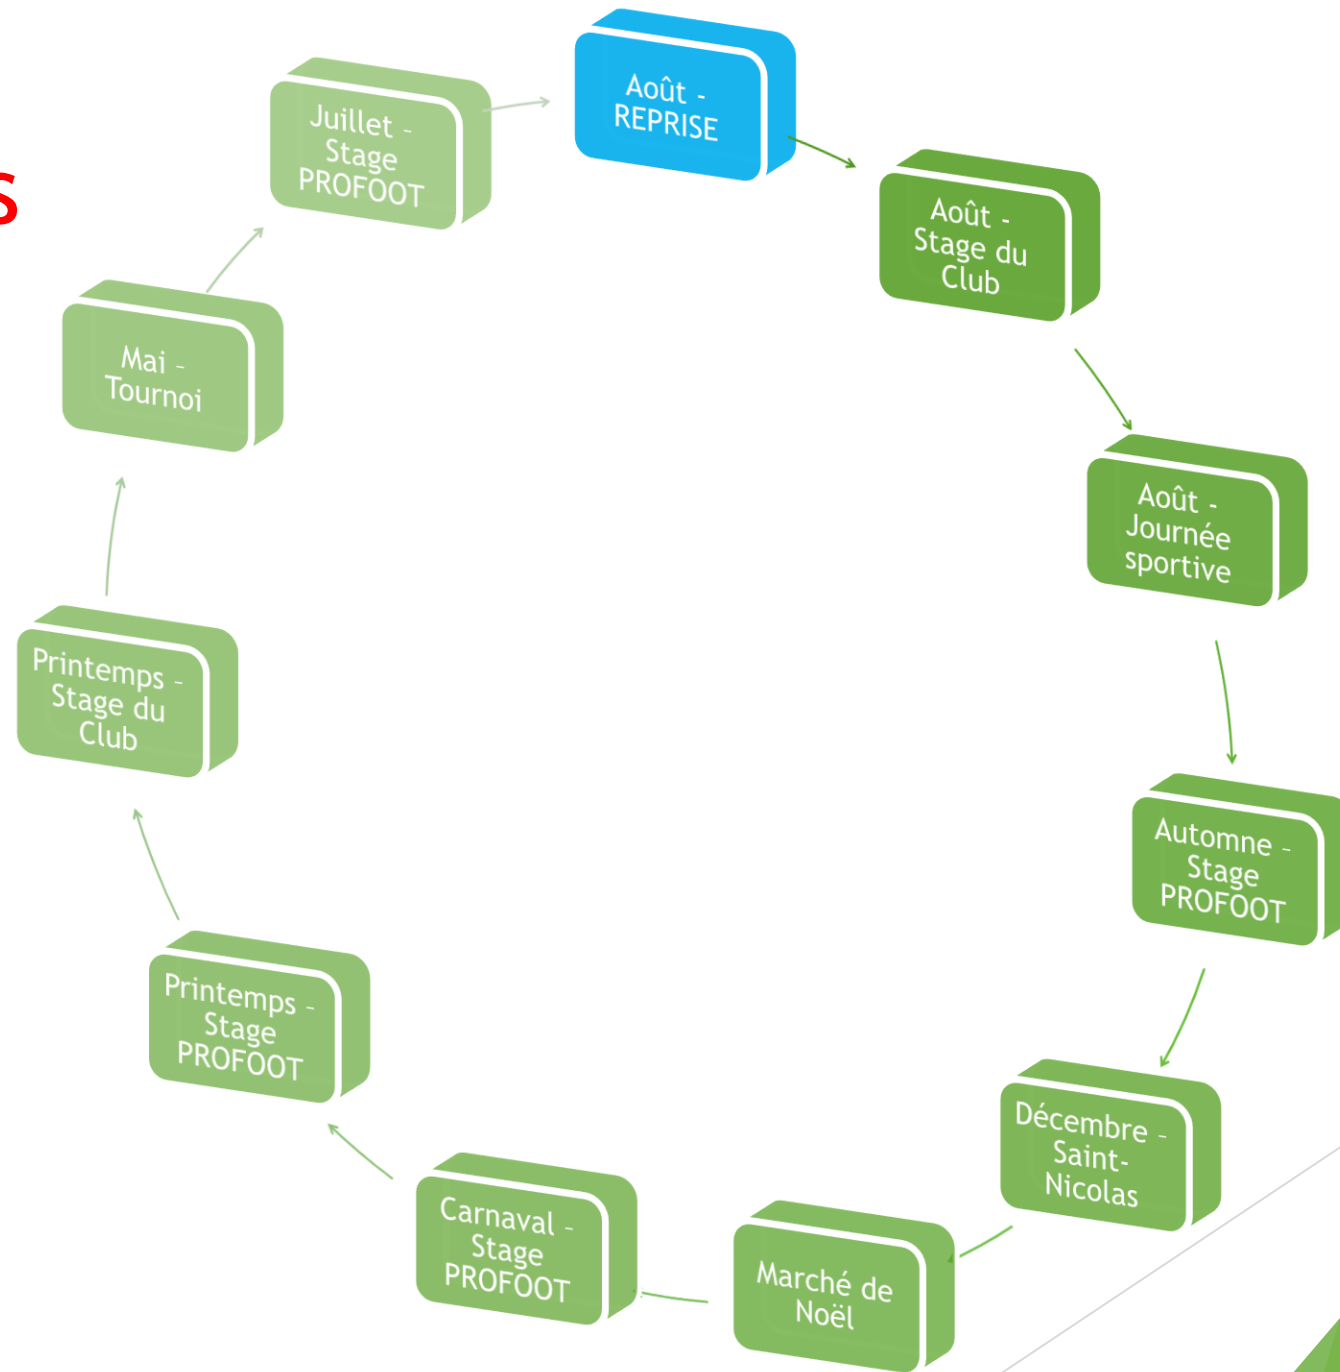 s
Août -
REPRISE
Août -
Stage du
Club
Août -
Journée
sportive
Automne -
Stage
PROFOOT
Décembre -
Saint-
Nicolas
Marché de
Noël
Carnaval -
Stage
PROFOOT
Printemps -
Stage
PROFOOT
Printemps -
Stage du
Club
Mai -
Tournoi
Juillet -
Stage
PROFOOT